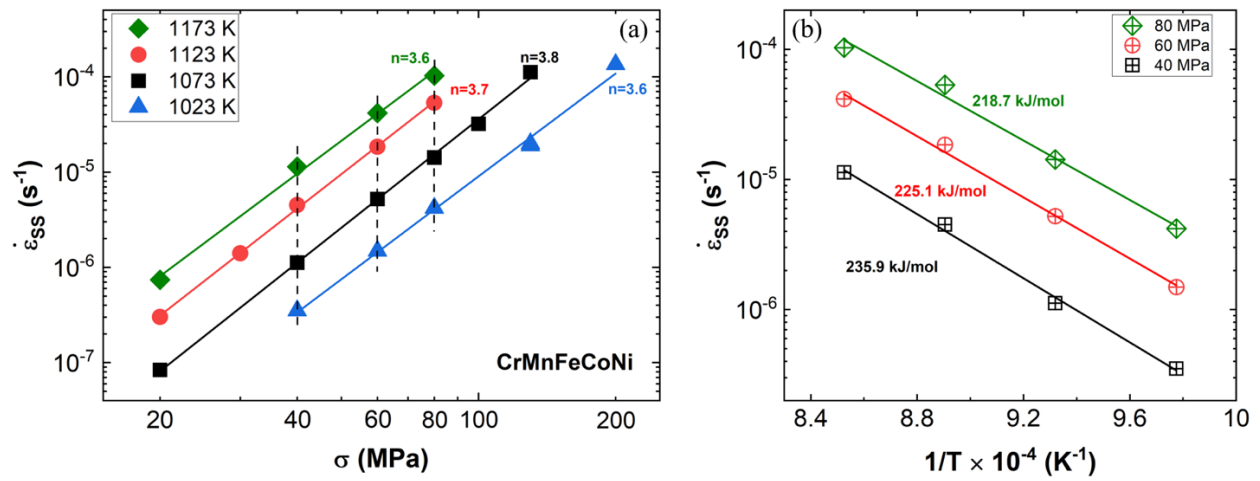 (a)
1173 K
1123 K
1073 K
1023 K
n=3.6
n=3.8
n=3.7
n=3.6
10⁻⁴
10⁻⁵
10⁻⁶
10⁻⁷
ε̇SS (s⁻¹)
CrMnFeCoNi
20 40 60 80 100 200
σ (MPa)
(b)
80 MPa
60 MPa
40 MPa
218.7 kJ/mol
225.1 kJ/mol
235.9 kJ/mol
10⁻⁴
10⁻⁵
10⁻⁶
ε̇SS (s⁻¹)
8.4 8.8 9.2 9.6 10
1/T × 10⁻⁴ (K⁻¹)